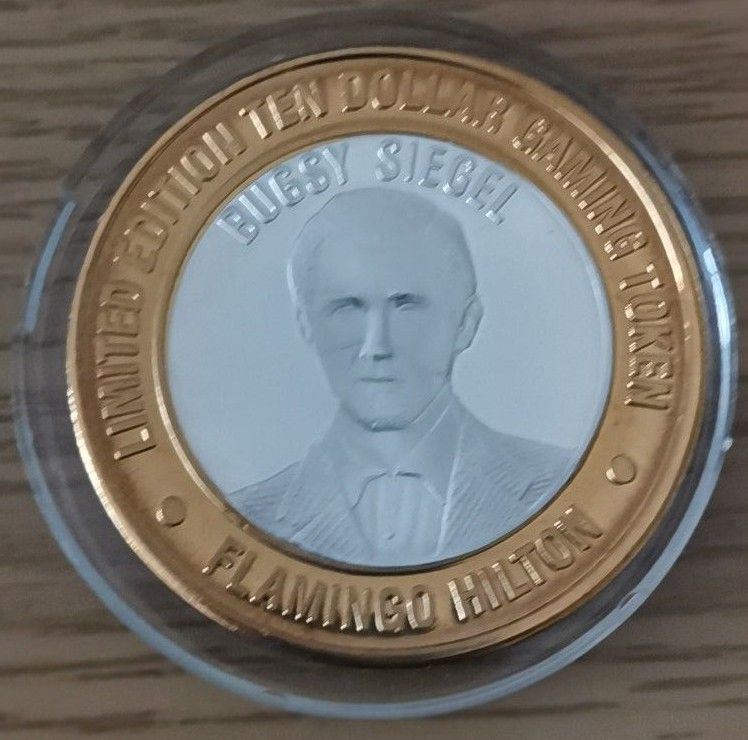 LIMITED EDITION TEN DOLLAR GAMING TOKEN
BUGSY SIEGEL
FLAMINGO HILTON